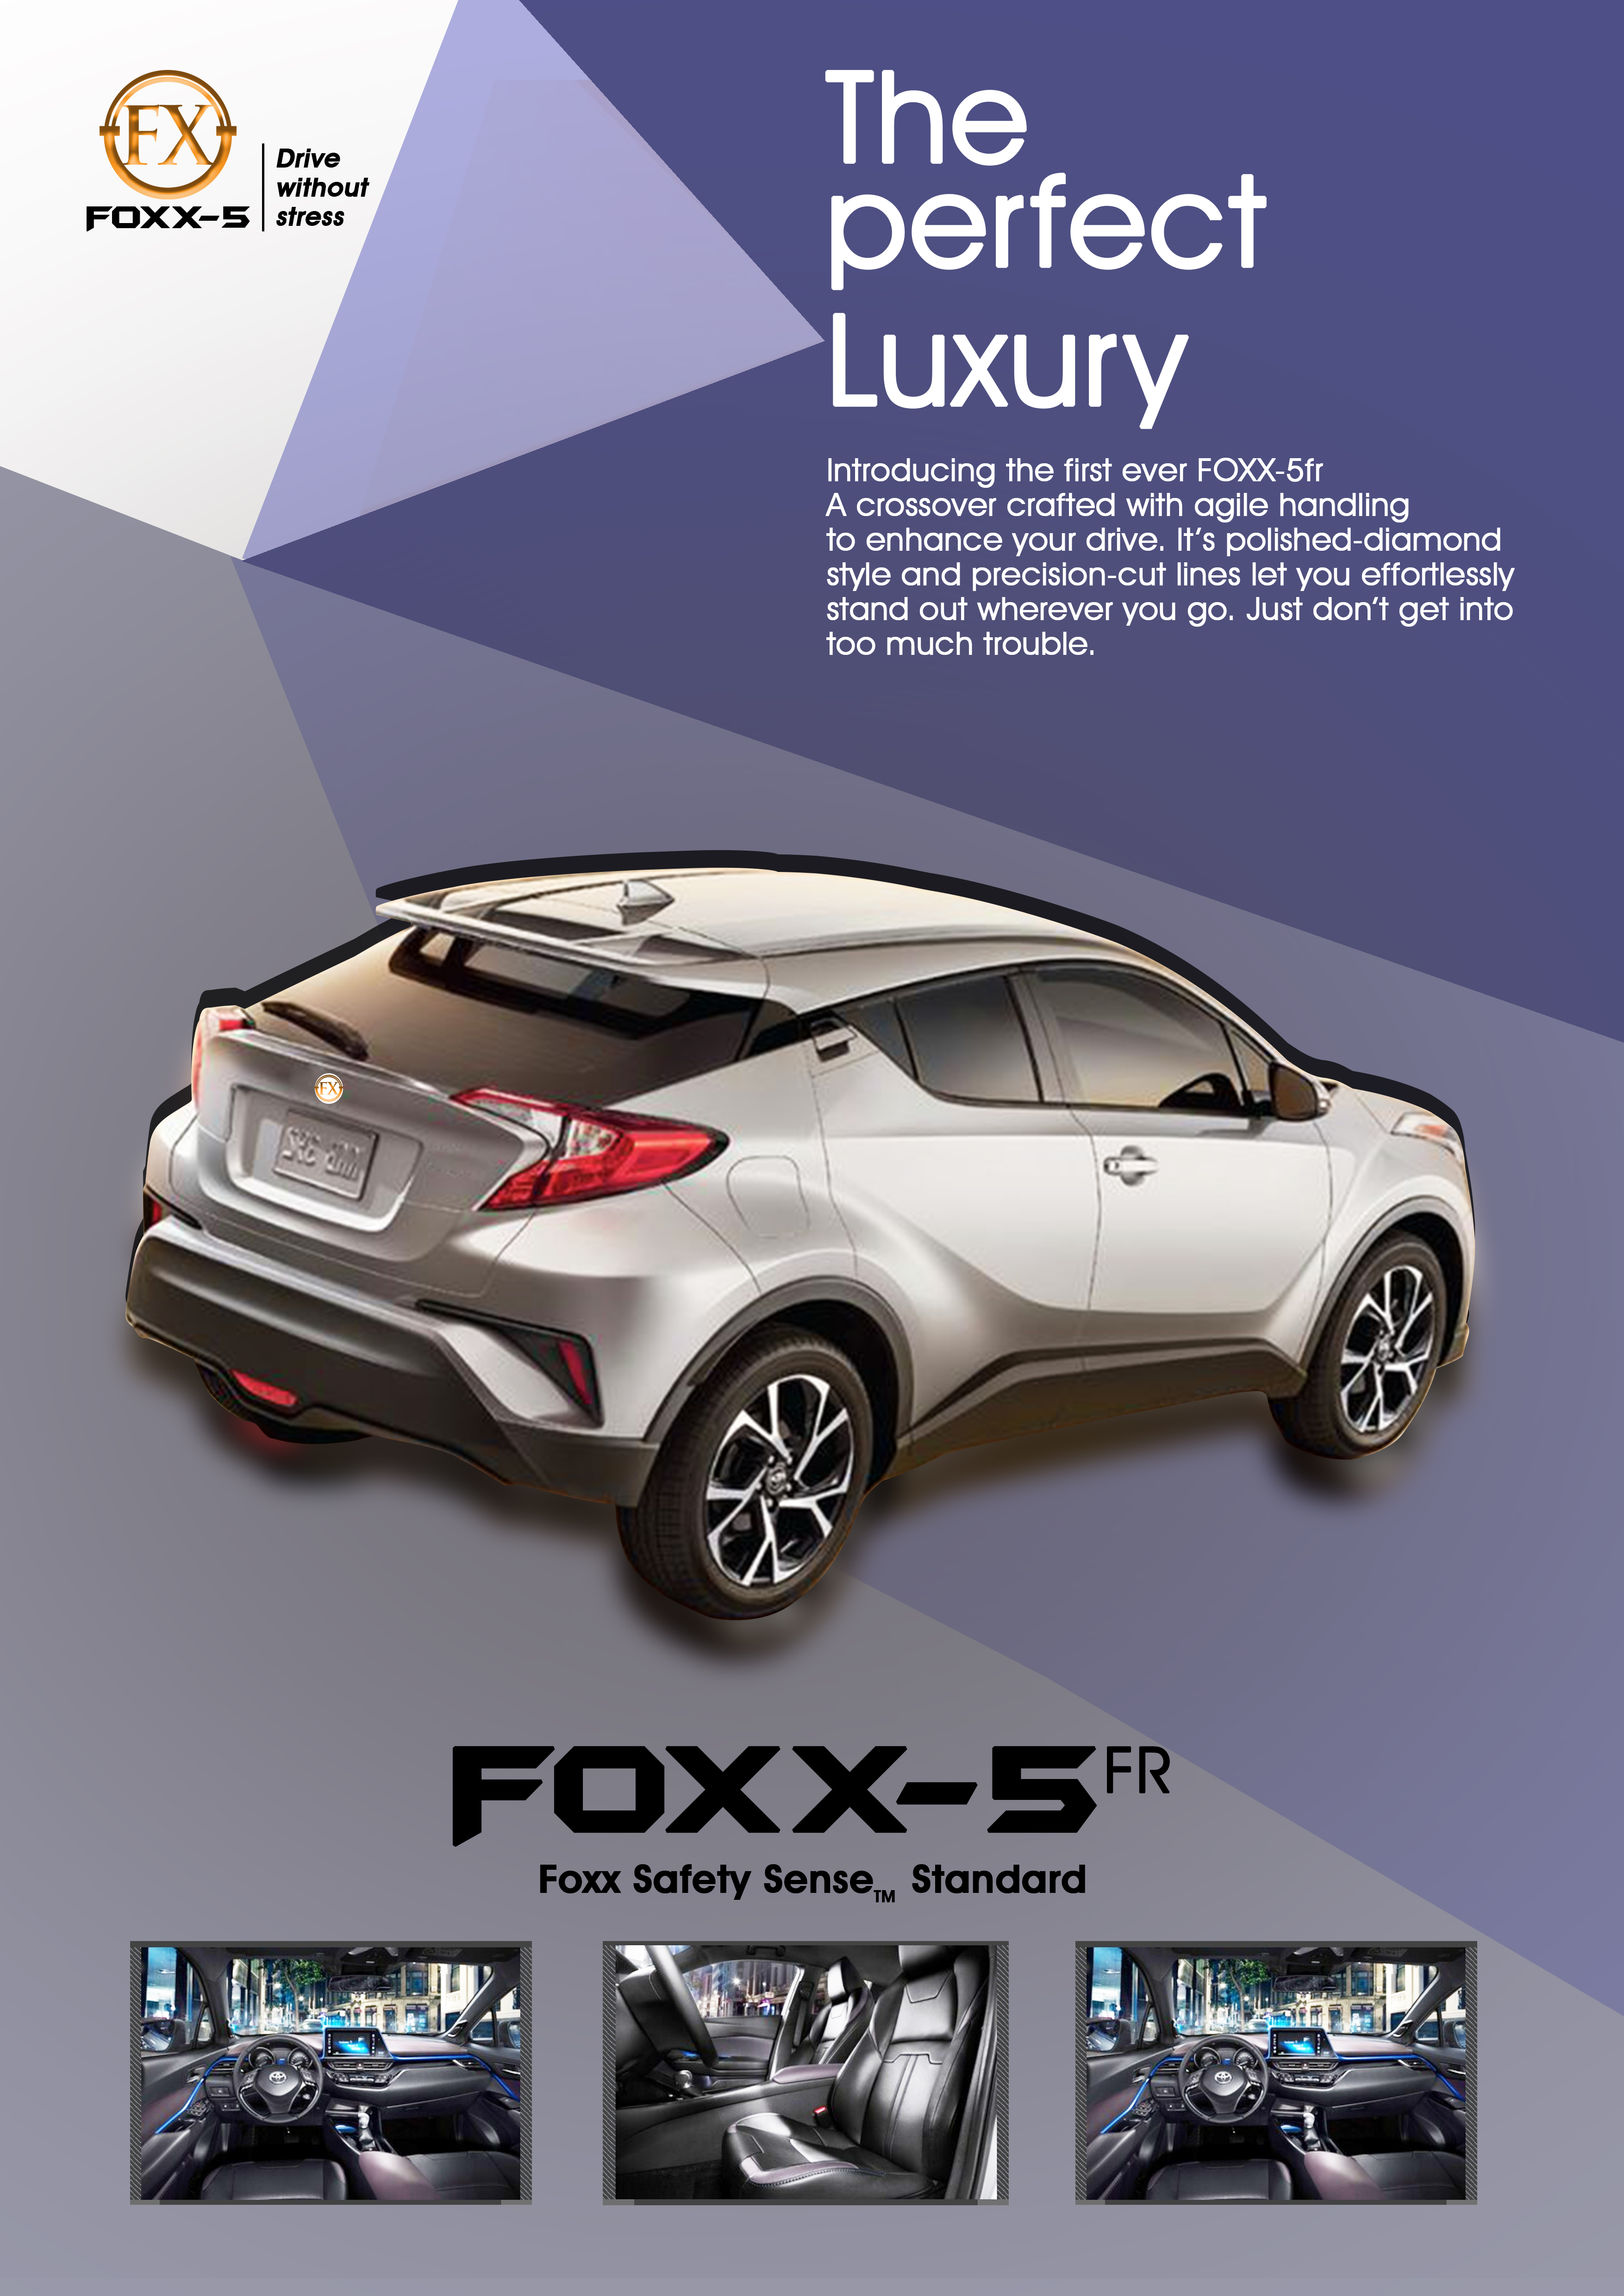 FX
FOXX-5
Drive
without
stress
The
perfect
Luxury
Introducing the first ever FOXX-5fr
A crossover crafted with agile handling
to enhance your drive. It’s polished-diamond
style and precision-cut lines let you effortlessly
stand out wherever you go. Just don’t get into
too much trouble.
FX
FOXX-5FR
Foxx Safety Sense™ Standard